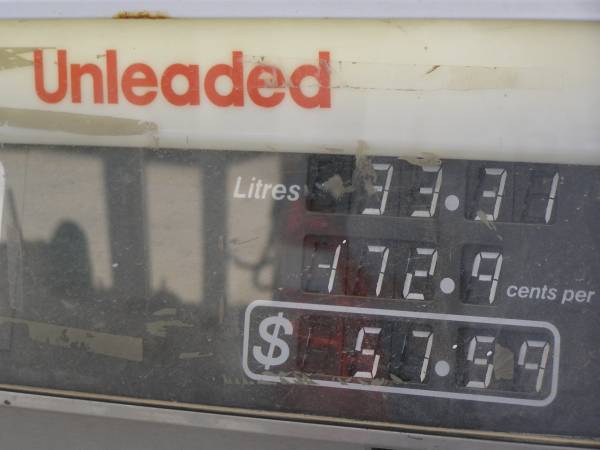 Unleaded
Litres 33.31
172.9 cents per
$ 57.59